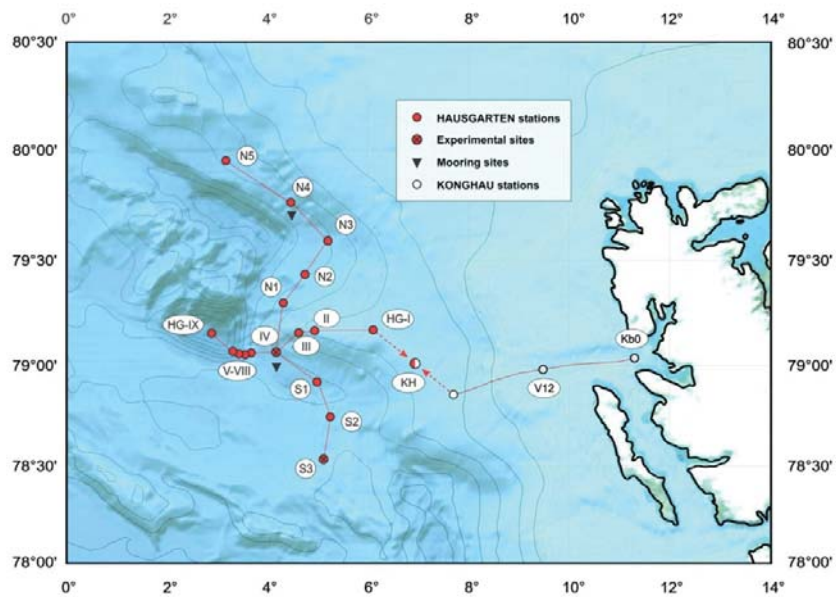 0° 2° 4° 6° 8° 10° 12° 14°
80°30' 80°30'
HAUSGARTEN stations
Experimental sites
Mooring sites
KONGHAU stations
80°00' 80°00'
N5
N4
N3
79°30' 79°30'
N2
N1
HG-IX IV II HG-I
III
Kb0
79°00' 79°00'
V-VIII
KH
V12
S1
S2
S3
78°30' 78°30'
78°00' 78°00'
0° 2° 4° 6° 8° 10° 12° 14°